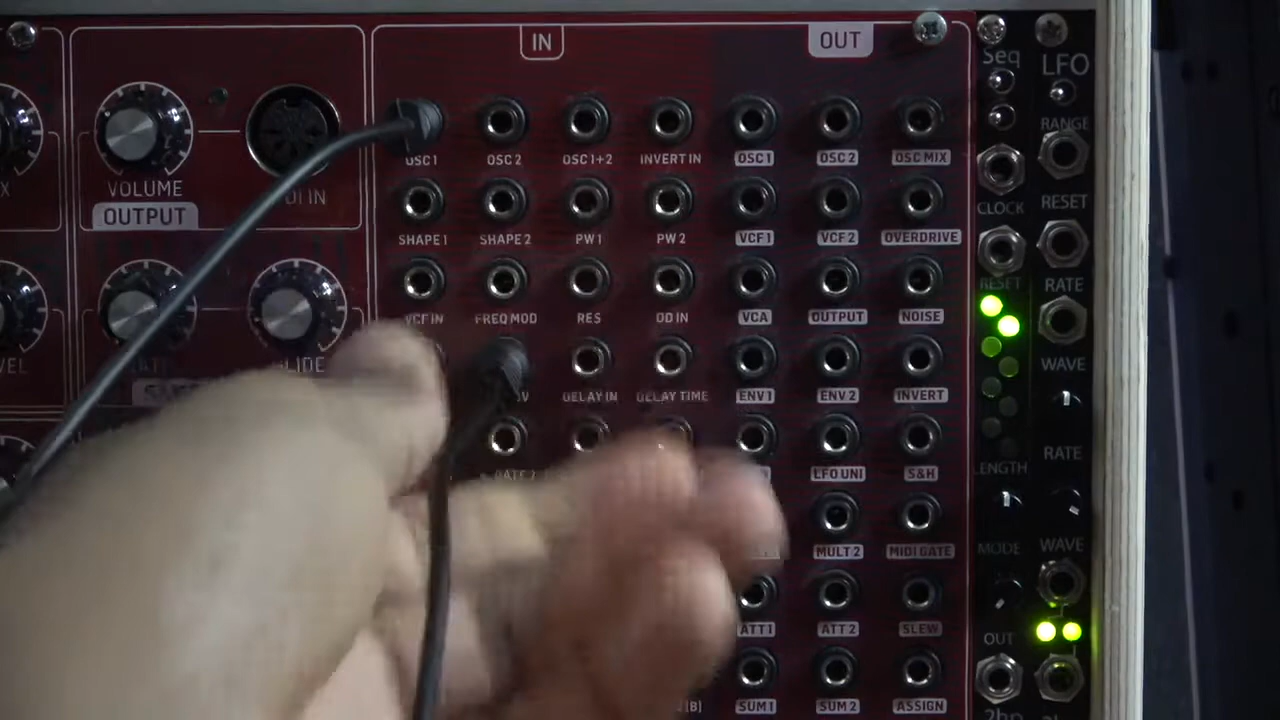 IN
OUT
Seq
LFO
RANGE
OSC 1
OSC 2
OSC 1+2
INVERT IN
OSC 1
OSC 2
OSC MIX
VOLUME
OUTPUT
CLOCK
RESET
SHAPE 1
SHAPE 2
PW 1
PW 2
VCF 1
VCF 2
OVERDRIVE
RESET
RATE
VCF IN
FREQ MOD
RES
OD IN
VCA
OUTPUT
NOISE
WAVE
DELAY IN
DELAY TIME
ENV 1
ENV 2
INVERT
LENGTH
RATE
LFO UNI
S&H
MODE
WAVE
MULT 2
MIDI GATE
ATT 1
ATT 2
SLEW
OUT
SUM 1
SUM 2
ASSIGN
2hp